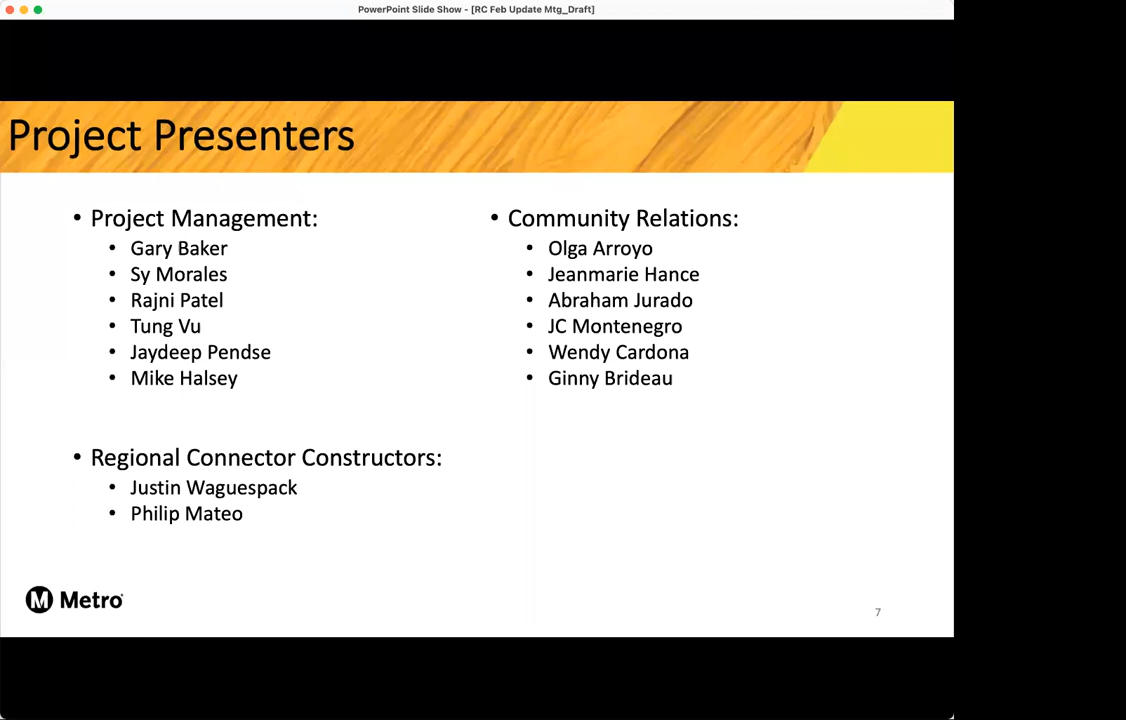 PowerPoint Slide Show - [RC Feb Update Mtg_Draft]
Project Presenters
• Project Management:
• Gary Baker
• Sy Morales
• Rajni Patel
• Tung Vu
• Jaydeep Pendse
• Mike Halsey
• Regional Connector Constructors:
• Justin Waguespack
• Philip Mateo
• Community Relations:
• Olga Arroyo
• Jeanmarie Hance
• Abraham Jurado
• JC Montenegro
• Wendy Cardona
• Ginny Brideau
M Metro
7